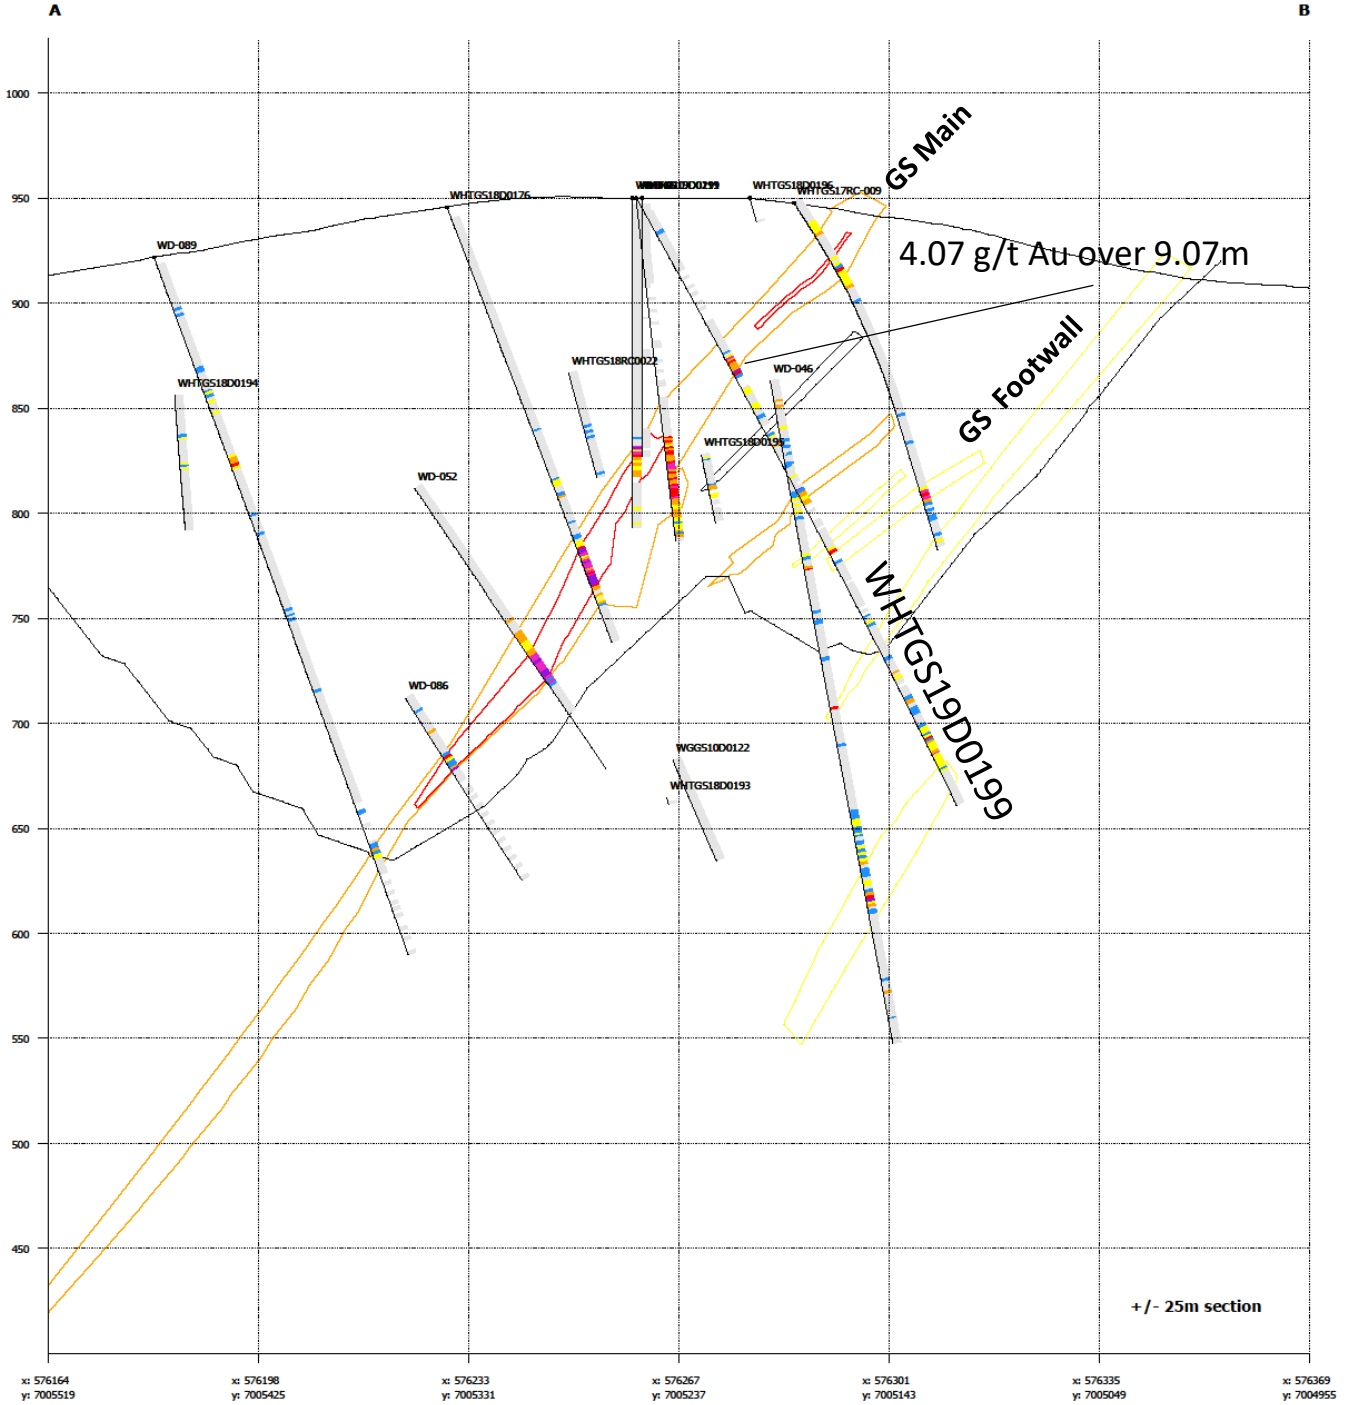 A
B
1000
950
900
850
800
750
700
650
600
550
500
450
WHTGS18D0176
WHTGS18D0196
WHTGS17RC-009
GS Main
WD-089
4.07 g/t Au over 9.07m
GS Footwall
WHTGS18RC0022
WD-046
WHTGS18D0194
WHTGS18D0195
WD-052
WHTGS19D0199
WD-086
WGGS10D0122
WHTGS18D0193
+/- 25m section
x: 576164
y: 7005519
x: 576198
y: 7005425
x: 576233
y: 7005331
x: 576267
y: 7005237
x: 576301
y: 7005143
x: 576335
y: 7005049
x: 576369
y: 7004955